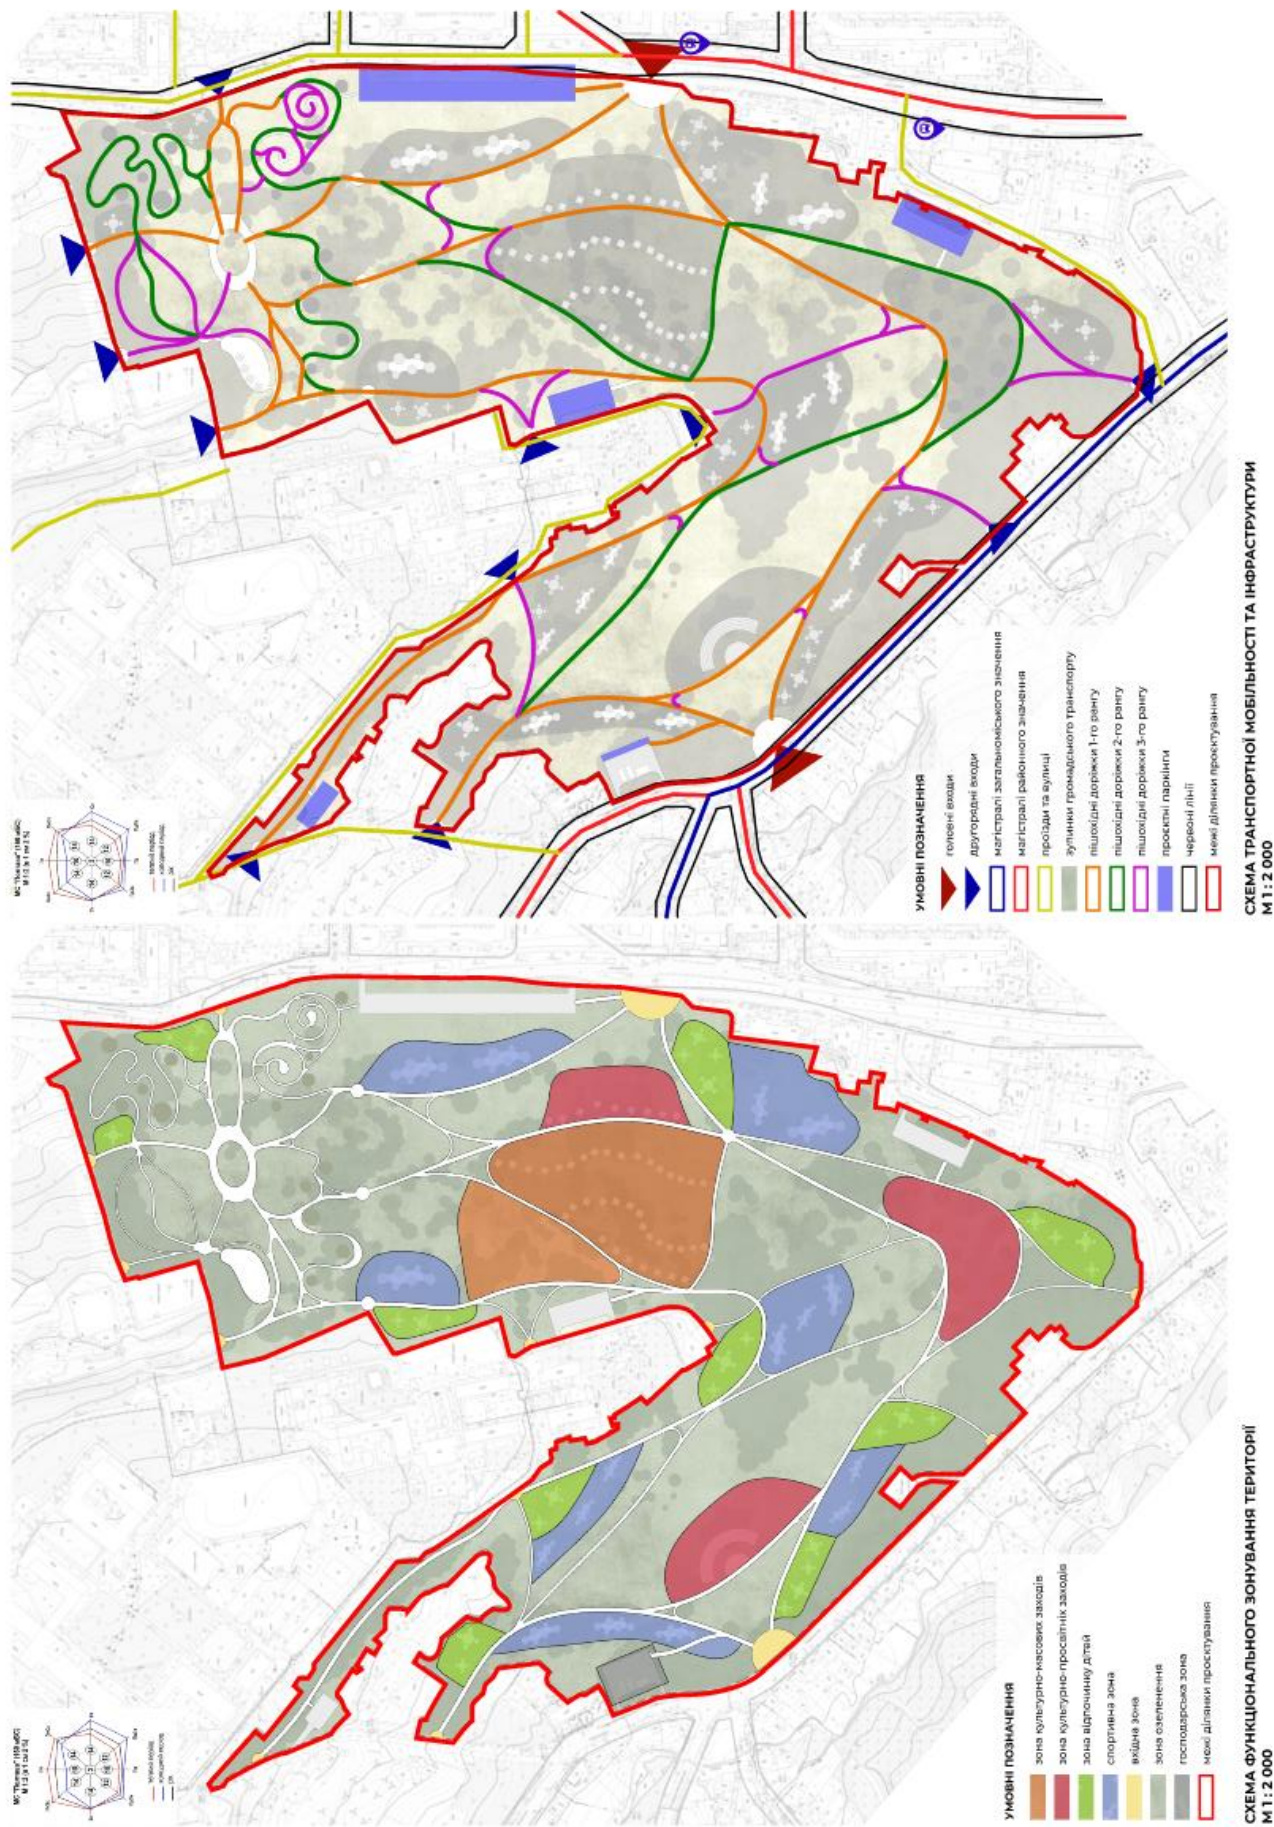 СХЕМА ФУНКЦІОНАЛЬНОГО ЗОНУВАННЯ ТЕРИТОРІЇ
М 1 : 2 000
УМОВНІ ПОЗНАЧЕННЯ
зона культурно-масових заходів
зона культурно-просвітніх заходів
зона відпочинку дітей
спортивна зона
вхідна зона
зона озеленення
господарська зона
межі ділянки проєктування
СХЕМА ТРАНСПОРТНОЇ МОБІЛЬНОСТІ ТА ІНФРАСТРУКТУРИ
М 1 : 2 000
УМОВНІ ПОЗНАЧЕННЯ
головні входи
другорядні входи
магістралі загальноміського значення
магістралі районного значення
проїзди та вулиці
зупинки громадського транспорту
пішохідні доріжки 1-го рангу
пішохідні доріжки 2-го рангу
пішохідні доріжки 3-го рангу
проєктні паркінги
червоні лінії
межі ділянки проєктування